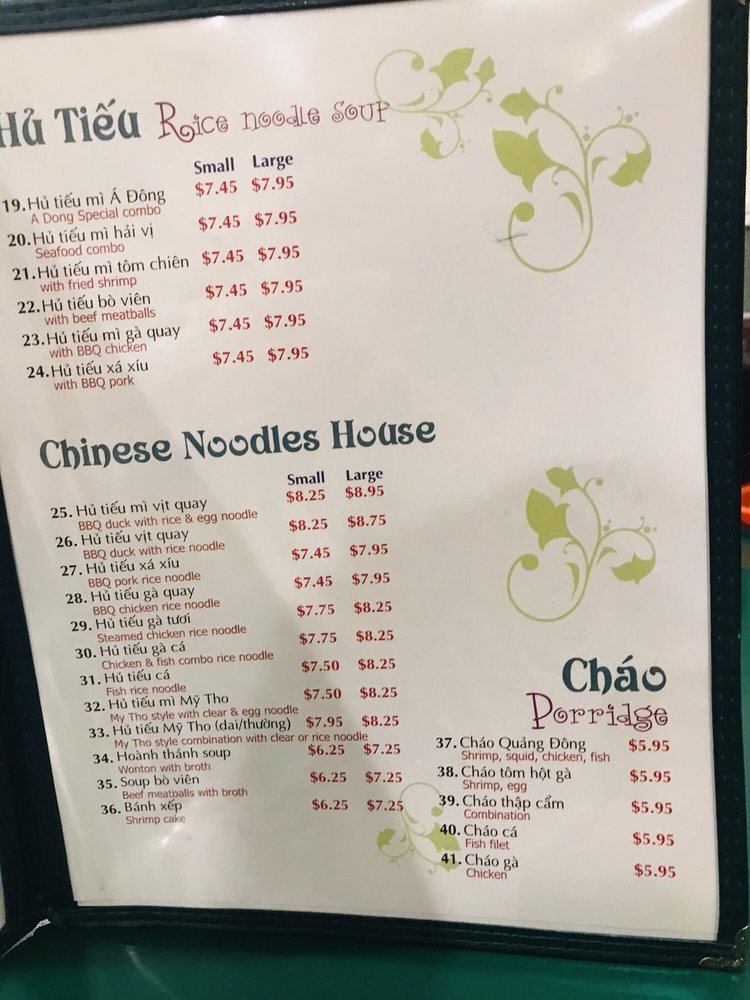 Hủ Tiếu Rice noodle soup
Small Large
19. Hủ tiếu mì Á Đông $7.45 $7.95
A Dong Special combo
20. Hủ tiếu mì hải vị $7.45 $7.95
Seafood combo
21. Hủ tiếu mì tôm chiên $7.45 $7.95
with fried shrimp
22. Hủ tiếu bò viên $7.45 $7.95
with beef meatballs
23. Hủ tiếu mì gà quay $7.45 $7.95
with BBQ chicken
24. Hủ tiếu xá xíu $7.45 $7.95
with BBQ pork
Chinese Noodles House
Small Large
25. Hủ tiếu mì vịt quay $8.25 $8.95
BBQ duck with rice & egg noodle
26. Hủ tiếu vịt quay $8.25 $8.75
BBQ duck with rice noodle
27. Hủ tiếu xá xíu $7.45 $7.95
BBQ pork rice noodle
28. Hủ tiếu gà quay $7.45 $7.95
BBQ chicken rice noodle
29. Hủ tiếu gà tươi $7.75 $8.25
Steamed chicken rice noodle
30. Hủ tiếu gà cá $7.75 $8.25
Chicken & fish combo rice noodle
31. Hủ tiếu cá $7.50 $8.25
Fish rice noodle
32. Hủ tiếu mì Mỹ Tho $7.50 $8.25
My Tho style with clear & egg noodle
33. Hủ tiếu Mỹ Tho (dai/thường) $7.95 $8.25
My Tho style combination with clear or rice noodle
34. Hoành thánh soup $6.25 $7.25
Wonton with broth
35. Soup bò viên $6.25 $7.25
Beef meatballs with broth
36. Bánh xếp $6.25 $7.25
Shrimp cake
Cháo
Porridge
37. Cháo Quảng Đông $5.95
Shrimp, squid, chicken, fish
38. Cháo tôm hột gà $5.95
Shrimp, egg
39. Cháo thập cẩm $5.95
Combination
40. Cháo cá $5.95
Fish filet
41. Cháo gà $5.95
Chicken